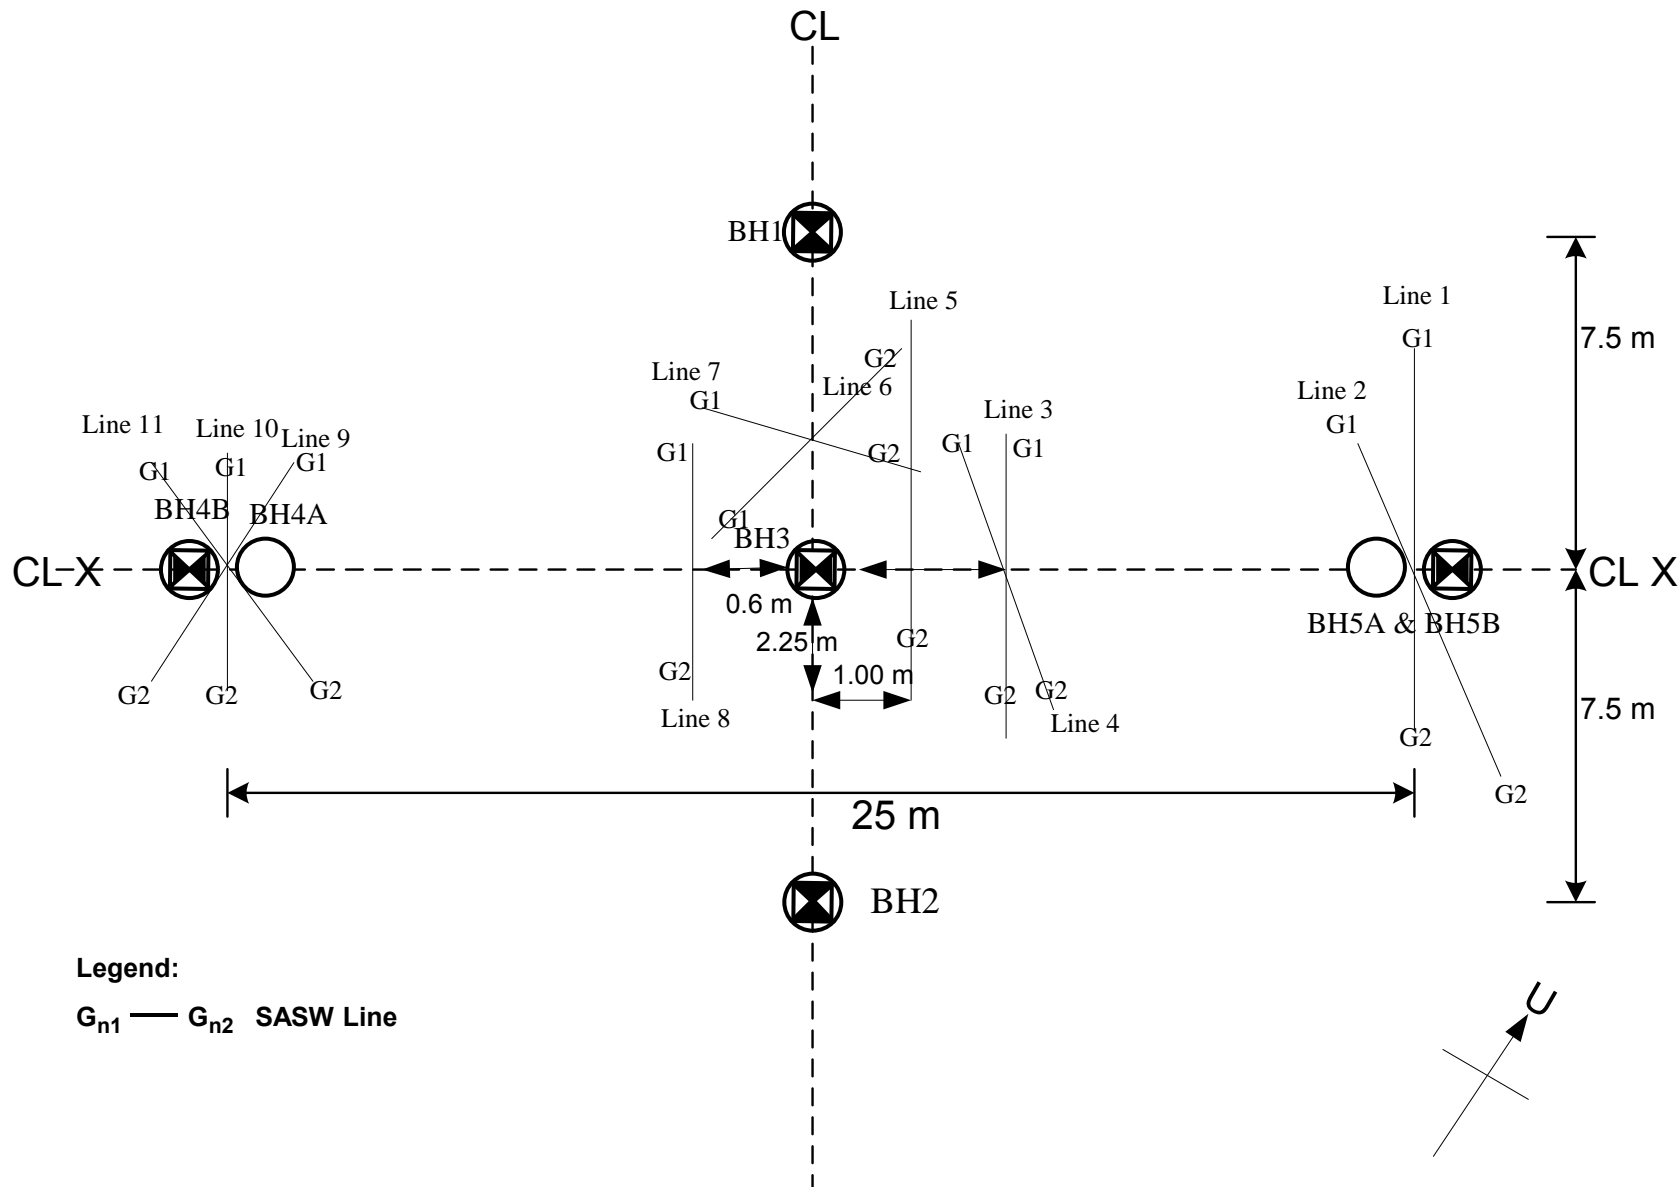 CL
BH1
Line 5
Line 1
G1
7.5 m
G2
Line 7
Line 6
Line 2
G1
Line 3
G1
Line 11
Line 10
Line 9
G1
G1
G1
G1
G2
G1
G1
G1
BH4B
BH4A
G1
BH3
CL X
CL X
0.6 m
BH5A & BH5B
2.25 m
G2
1.00 m
G2
G2
G2
G2
G2
G2
Line 8
Line 4
7.5 m
G2
G2
25 m
BH2
Legend:
Gn1 — Gn2 SASW Line
U